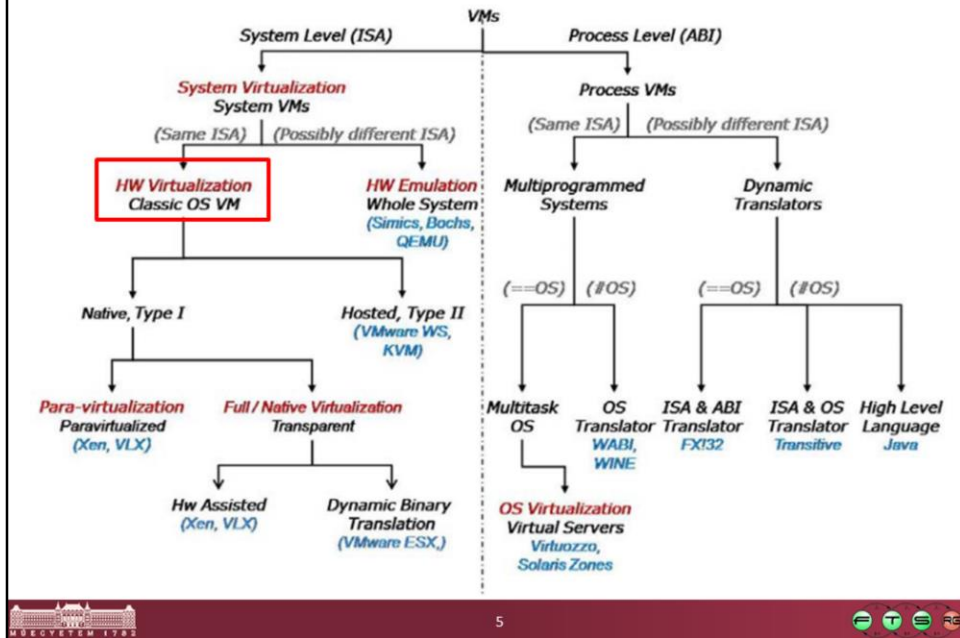 VMs
System Level (ISA)
Process Level (ABI)
System Virtualization
System VMs
Process VMs
(Same ISA)
(Possibly different ISA)
(Same ISA)
(Possibly different ISA)
HW Virtualization
Classic OS VM
HW Emulation
Whole System
(Simics, Bochs,
QEMU)
Multiprogrammed
Systems
Dynamic
Translators
(==OS)
(#OS)
(==OS)
(#OS)
Native, Type I
Hosted, Type II
(VMware WS,
KVM)
Para-virtualization
Paravirtualized
(Xen, VLX)
Full / Native Virtualization
Transparent
Multitask
OS
OS
Translator
WABI,
WINE
ISA & ABI
Translator
FX!32
ISA & OS
Translator
Transitive
High Level
Language
Java
Hw Assisted
(Xen, VLX)
Dynamic Binary
Translation
(VMware ESX,)
OS Virtualization
Virtual Servers
Virtuozzo,
Solaris Zones
MŰEGYETEM 1782
5
F T S RG